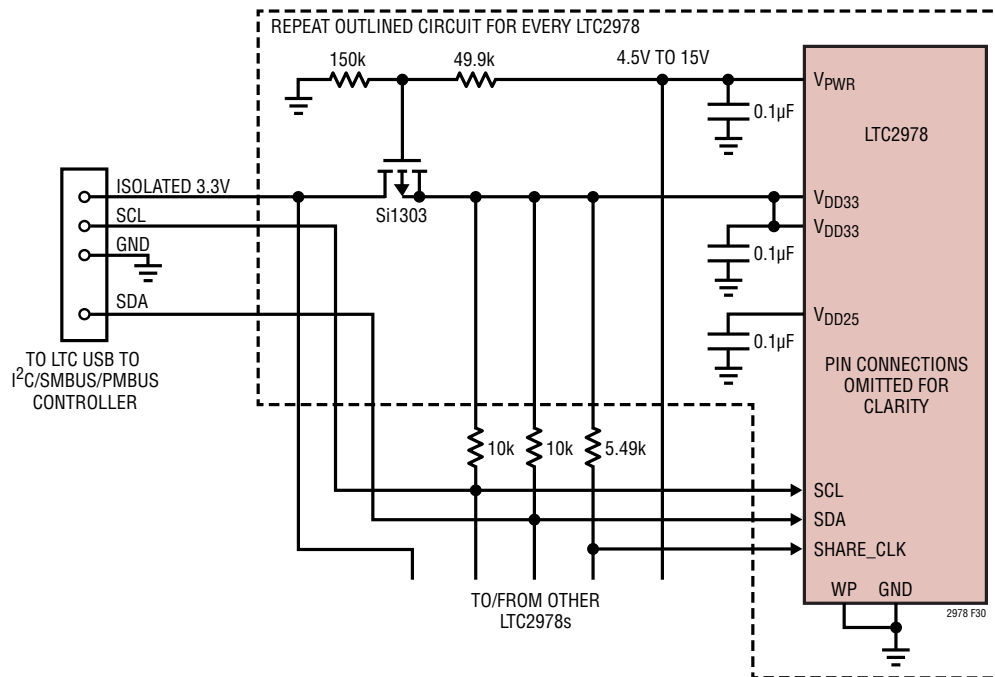 REPEAT OUTLINED CIRCUIT FOR EVERY LTC2978
150k
49.9k
4.5V TO 15V
VPWR
0.1µF
LTC2978
ISOLATED 3.3V
Si1303
VDD33
SCL
VDD33
GND
0.1µF
SDA
VDD25
0.1µF
TO LTC USB TO
I2C/SMBUS/PMBUS
CONTROLLER
PIN CONNECTIONS
OMITTED FOR
CLARITY
10k
10k
5.49k
SCL
SDA
SHARE_CLK
TO/FROM OTHER
LTC2978s
WP
GND
2978 F30